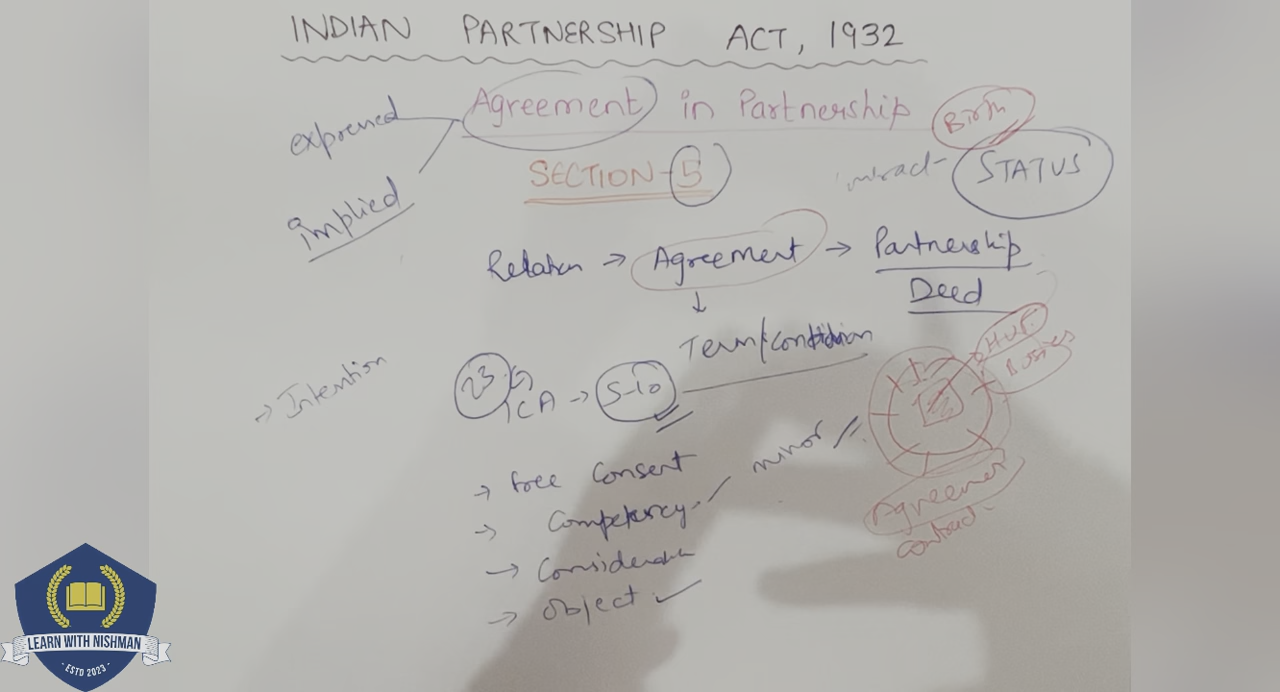 INDIAN PARTNERSHIP ACT, 1932
Agreement in Partnership
Birth
expressed
implied
SECTION-5
STATUS
Relation → Agreement → Partnership
Deed
↓
Term/Condition
H.U.F.
Business
→ Intention
23
ICA → S-10
→ free Consent
→ Competency
minor
→ Consideration
→ Object ✓
Agreement
contract
LEARN WITH NISHMAN
- ESTD 2023 -